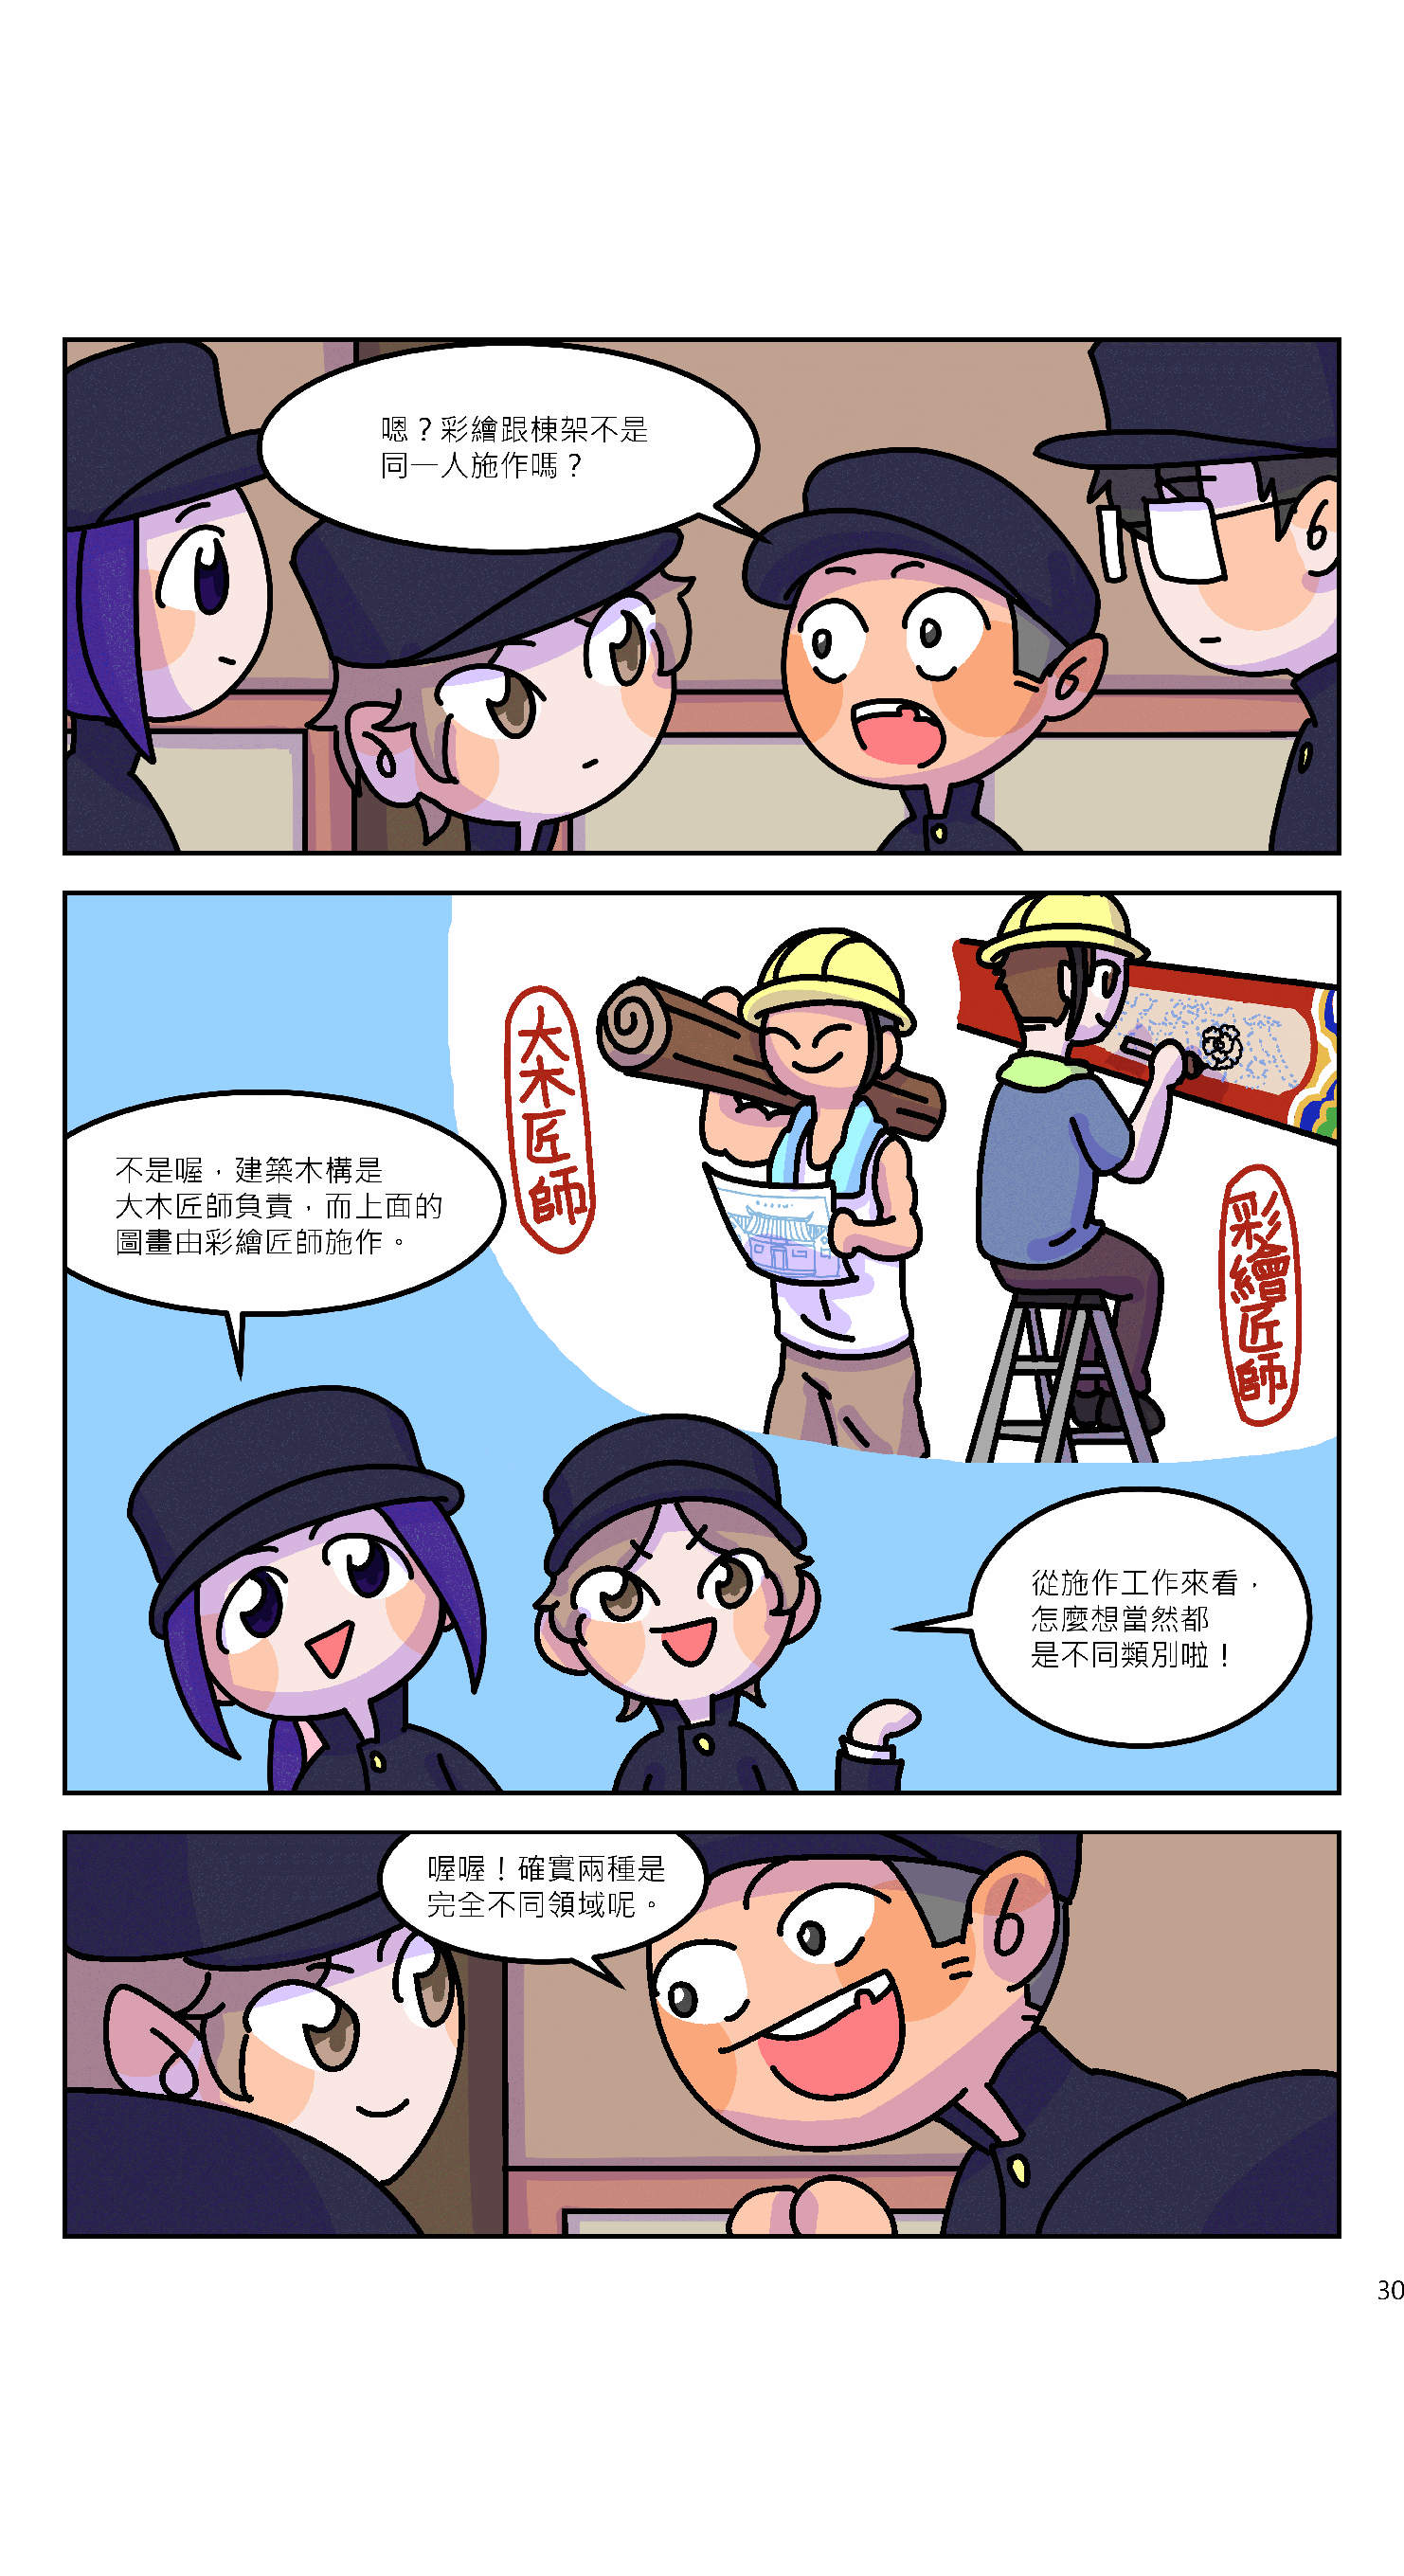 嗯？彩繪跟棟架不是
同一人施作嗎？
大木匠師
彩繪匠師
不是喔，建築木構是
大木匠師負責，而上面的
圖畫由彩繪匠師施作。
從施作工作來看，
怎麼想當然都
是不同類別啦！
喔喔！確實兩種是
完全不同領域呢。
30